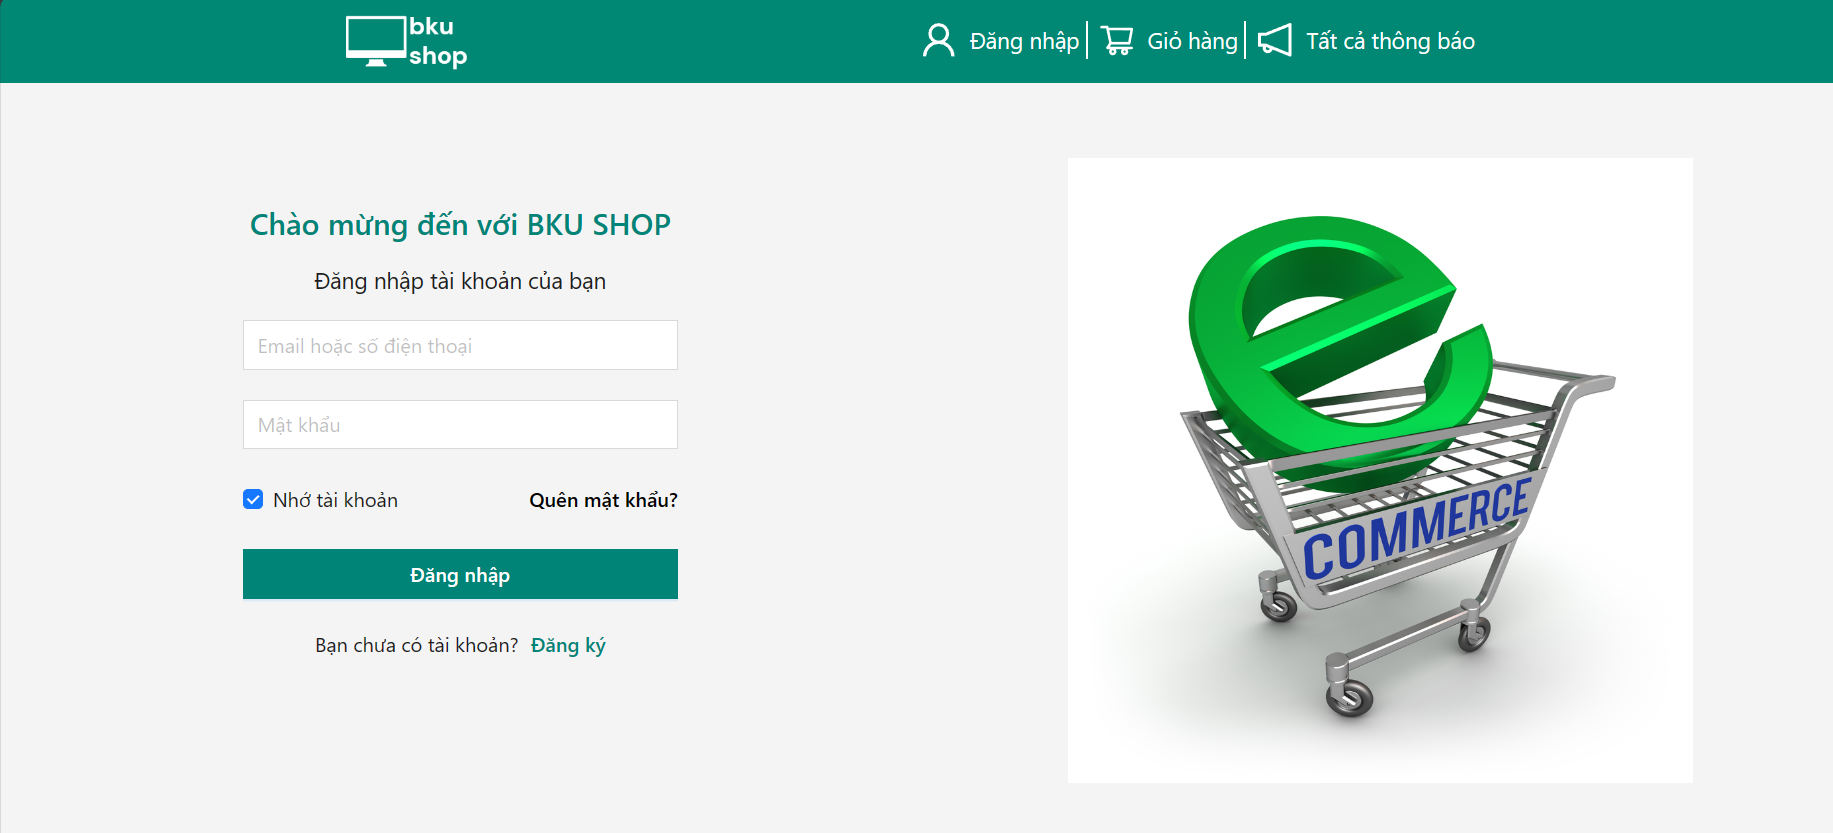 bku
shop
Đăng nhập
Giỏ hàng
Tất cả thông báo
Chào mừng đến với BKU SHOP
Đăng nhập tài khoản của bạn
Email hoặc số điện thoại
Mật khẩu
Nhớ tài khoản
Quên mật khẩu?
Đăng nhập
Bạn chưa có tài khoản? Đăng ký
e
COMMERCE